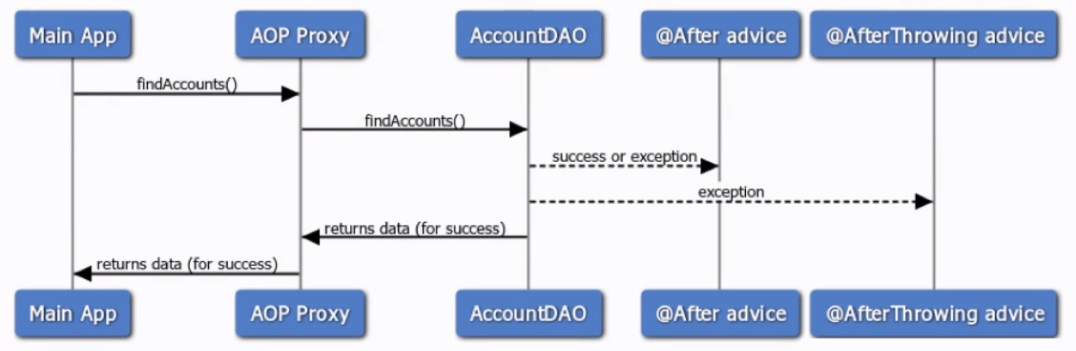 Main App
AOP Proxy
AccountDAO
@After advice
@AfterThrowing advice
findAccounts()
findAccounts()
success or exception
exception
returns data (for success)
returns data (for success)
Main App
AOP Proxy
AccountDAO
@After advice
@AfterThrowing advice